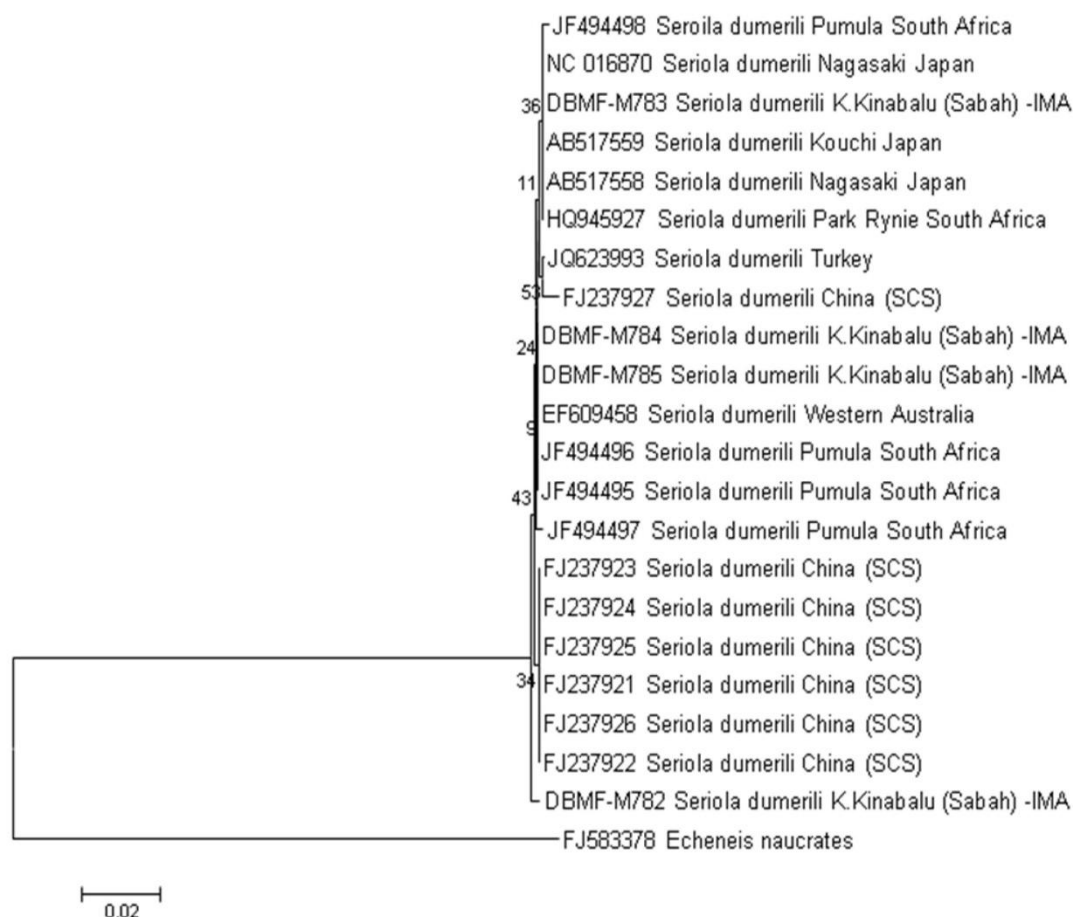 JF494498 Seroila dumerili Pumula South Africa
NC 016870 Seriola dumerili Nagasaki Japan
36
DBMF-M783 Seriola dumerili K.Kinabalu (Sabah) -IMA
AB517559 Seriola dumerili Kouchi Japan
11
AB517558 Seriola dumerili Nagasaki Japan
HQ945927 Seriola dumerili Park Rynie South Africa
JQ623993 Seriola dumerili Turkey
53
FJ237927 Seriola dumerili China (SCS)
24
DBMF-M784 Seriola dumerili K.Kinabalu (Sabah) -IMA
DBMF-M785 Seriola dumerili K.Kinabalu (Sabah) -IMA
EF609458 Seriola dumerili Western Australia
9
JF494496 Seriola dumerili Pumula South Africa
43
JF494495 Seriola dumerili Pumula South Africa
JF494497 Seriola dumerili Pumula South Africa
FJ237923 Seriola dumerili China (SCS)
FJ237924 Seriola dumerili China (SCS)
FJ237925 Seriola dumerili China (SCS)
34
FJ237921 Seriola dumerili China (SCS)
FJ237926 Seriola dumerili China (SCS)
FJ237922 Seriola dumerili China (SCS)
DBMF-M782 Seriola dumerili K.Kinabalu (Sabah) -IMA
FJ583378 Echeneis naucrates
0.02